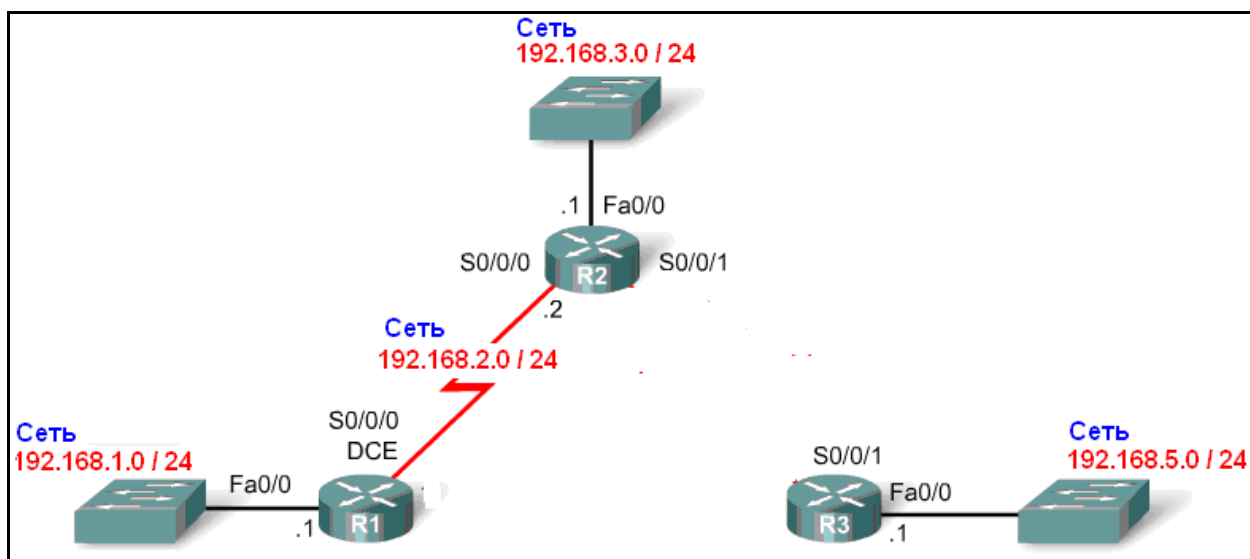 Сеть
192.168.3.0 / 24
.1 Fa0/0
S0/0/0 R2 S0/0/1
.2
Сеть
192.168.2.0 / 24
S0/0/0
DCE
Сеть
192.168.1.0 / 24
Fa0/0
.1 R1
Сеть
192.168.5.0 / 24
S0/0/1
Fa0/0
R3 .1